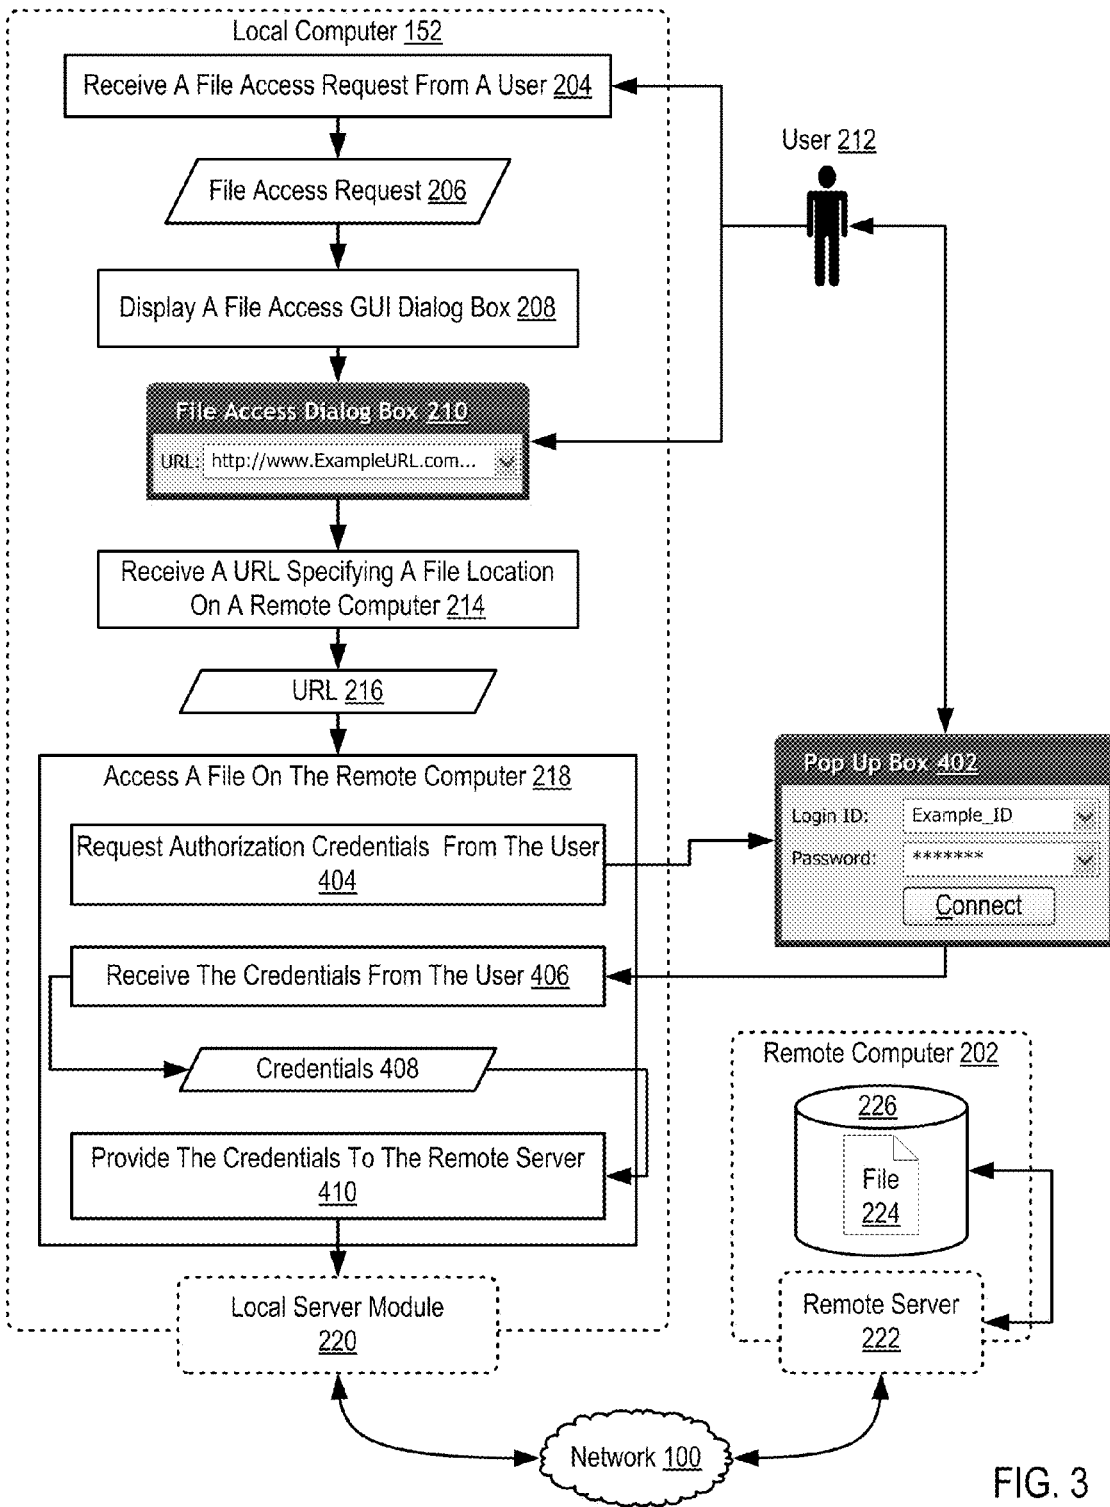 Local Computer 152
Receive A File Access Request From A User 204
User 212
File Access Request 206
Display A File Access GUI Dialog Box 208
File Access Dialog Box 210
URL: http://www.ExampleURL.com...
Receive A URL Specifying A File Location
On A Remote Computer 214
URL 216
Access A File On The Remote Computer 218
Request Authorization Credentials From The User
404
Pop Up Box 402
Login ID: Example_ID
Password: *******
Connect
Receive The Credentials From The User 406
Credentials 408
Provide The Credentials To The Remote Server
410
Remote Computer 202
226
File
224
Local Server Module
220
Remote Server
222
Network 100
FIG. 3